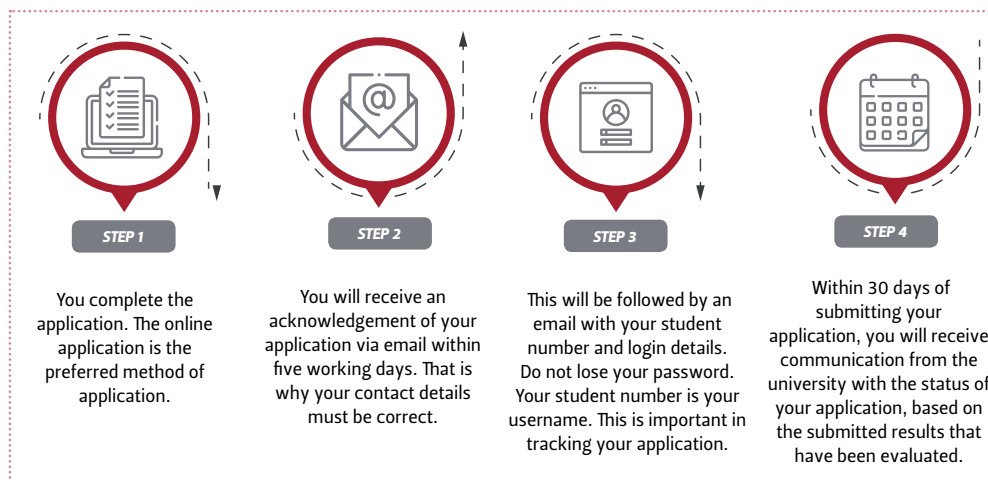 @
STEP 1
You complete the
application. The online
application is the
preferred method of
application.
STEP 2
You will receive an
acknowledgement of your
application via email within
five working days. That is
why your contact details
must be correct.
STEP 3
This will be followed by an
email with your student
number and login details.
Do not lose your password.
Your student number is your
username. This is important in
tracking your application.
STEP 4
Within 30 days of
submitting your
application, you will receive
communication from the
university with the status of
your application, based on
the submitted results that
have been evaluated.